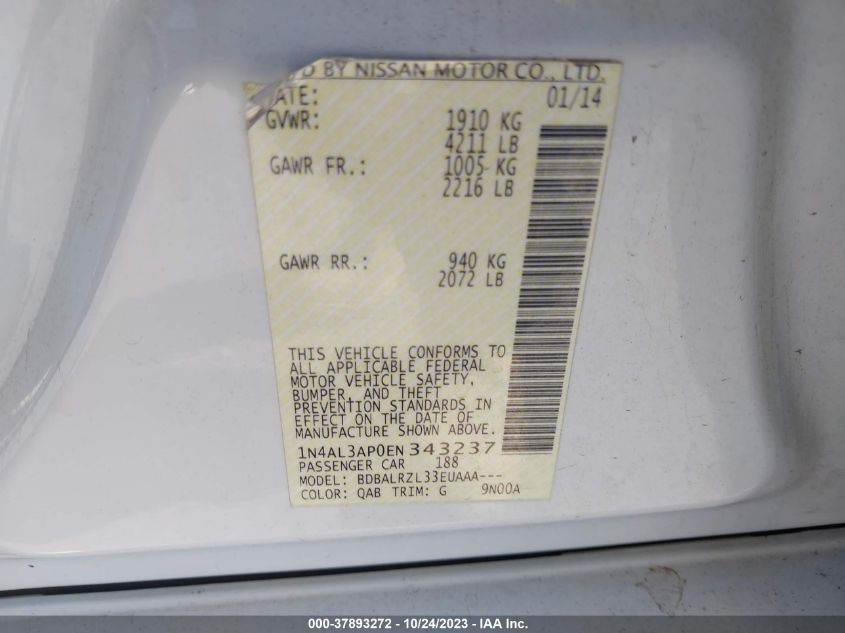 BY NISSAN MOTOR CO., LTD.
ATE: 01/14
GVWR: 1910 KG
4211 LB
GAWR FR.: 1005 KG
2216 LB
GAWR RR.: 940 KG
2072 LB
THIS VEHICLE CONFORMS TO
ALL APPLICABLE FEDERAL
MOTOR VEHICLE SAFETY,
BUMPER, AND THEFT
PREVENTION STANDARDS IN
EFFECT ON THE DATE OF
MANUFACTURE SHOWN ABOVE.
1N4AL3AP0EN343237
PASSENGER CAR 188
MODEL: BDBALRZL33EUAAA---
COLOR: QAB TRIM: G 9N00A
000-37893272 - 10/24/2023 - IAA Inc.